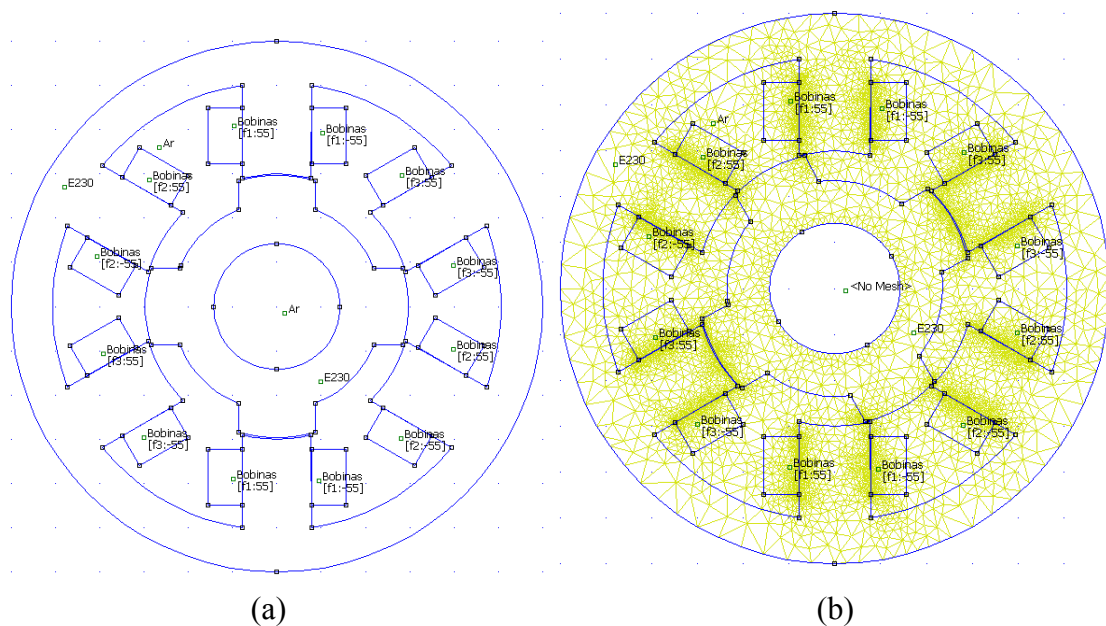 Bobinas
[f1:55]
Bobinas
[f1:-55]
Ar
Bobinas
[f2:55]
Bobinas
[f3:55]
E230
Bobinas
[f2:-55]
Bobinas
[f3:-55]
Ar
Bobinas
[f3:55]
Bobinas
[f2:55]
E230
Bobinas
[f3:-55]
Bobinas
[f2:-55]
Bobinas
[f1:55]
Bobinas
[f1:-55]
(a)
Bobinas
[f1:55]
Bobinas
[f1:-55]
Ar
Bobinas
[f2:55]
Bobinas
[f3:55]
E230
Bobinas
[f2:-55]
Bobinas
[f3:-55]
<No Mesh>
Bobinas
[f3:55]
E230
Bobinas
[f2:55]
Bobinas
[f3:-55]
Bobinas
[f2:-55]
Bobinas
[f1:55]
Bobinas
[f1:-55]
(b)